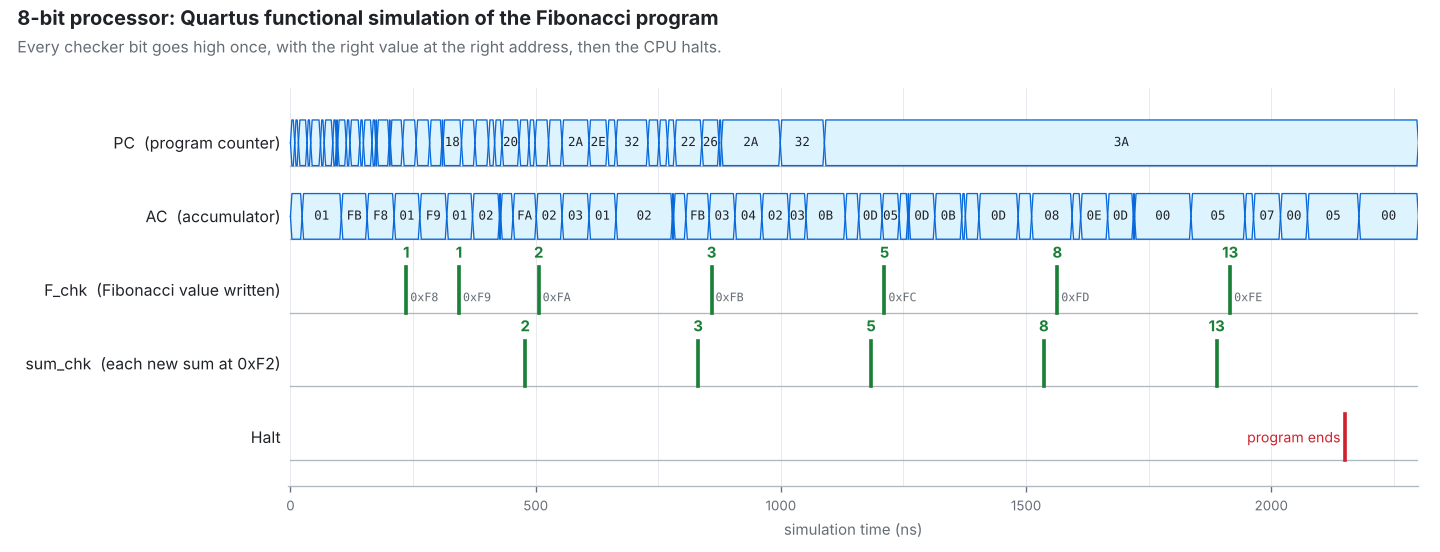 8-bit processor: Quartus functional simulation of the Fibonacci program
Every checker bit goes high once, with the right value at the right address, then the CPU halts.
PC (program counter) 18 20 2A 2E 32 22 26 2A 32 3A
AC (accumulator) 01 FB F8 01 F9 01 02 FA 02 03 01 02 FB 03 04 02 03 0B 0D 05 0D 0B 0D 08 0E 0D 00 05 07 00 05 00
1 1 2 3 5 8 13
F_chk (Fibonacci value written) 0xF8 0xF9 0xFA 0xFB 0xFC 0xFD 0xFE
2 3 5 8 13
sum_chk (each new sum at 0xF2)
Halt program ends
0 500 1000 1500 2000
simulation time (ns)